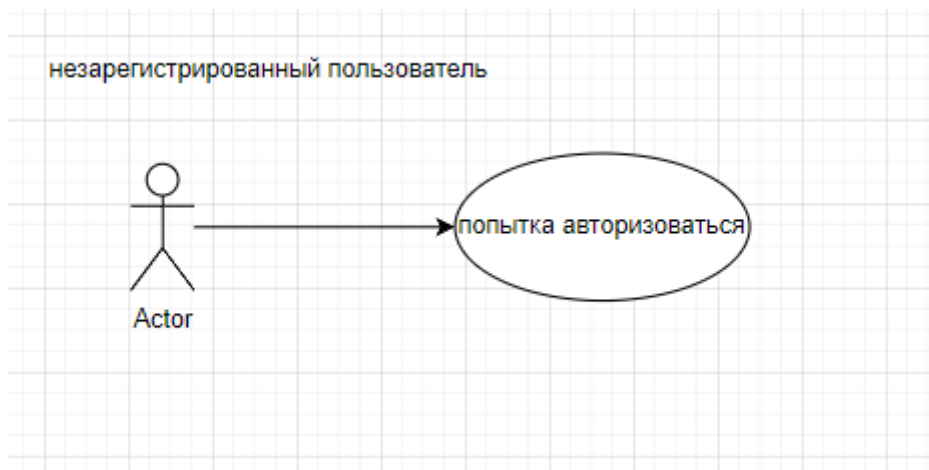 незарегистрированный пользователь
попытка авторизоваться
Actor